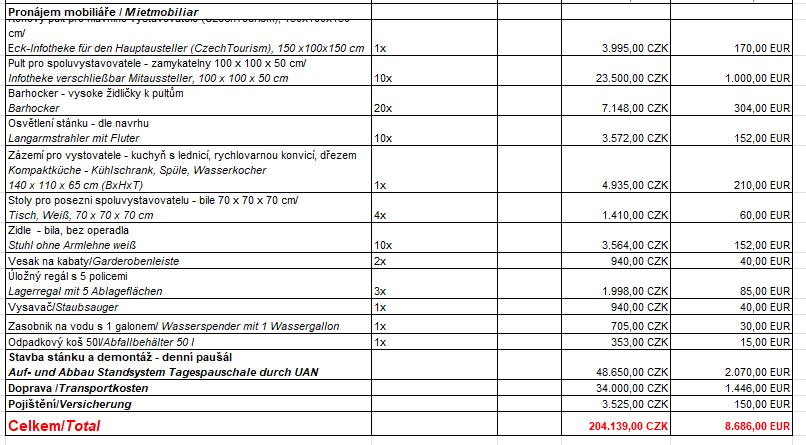 Pronájem mobiliáře / Mietmobiliar
cm/
Eck-Infotheke für den Hauptausteller (CzechTourism), 150 x100x150 cm 1x 3.995,00 CZK 170,00 EUR
Pult pro spoluvystavovatele - zamykatelny 100 x 100 x 50 cm/
Infotheke verschließbar Mitaussteller, 100 x 100 x 50 cm 10x 23.500,00 CZK 1.000,00 EUR
Barhocker - vysoke židličky k pultům
Barhocker 20x 7.148,00 CZK 304,00 EUR
Osvětlení stánku - dle navrhu
Langarmstrahler mit Fluter 10x 3.572,00 CZK 152,00 EUR
Zázemí pro vystovatele - kuchyň s lednicí, rychlovarnou konvicí, dřezem
Kompaktküche - Kühlschrank, Spüle, Wasserkocher
140 x 110 x 65 cm (BxHxT) 1x 4.935,00 CZK 210,00 EUR
Stoly pro posezni spoluvystavovatelu - bile 70 x 70 x 70 cm/
Tisch, Weiß, 70 x 70 x 70 cm 4x 1.410,00 CZK 60,00 EUR
Zidle - bila, bez operadla
Stuhl ohne Armlehne weiß 10x 3.564,00 CZK 152,00 EUR
Vesak na kabaty/Garderobenleiste 2x 940,00 CZK 40,00 EUR
Úložný regál s 5 policemi
Lagerregal mit 5 Ablageflächen 3x 1.998,00 CZK 85,00 EUR
Vysavač/Staubsauger 1x 940,00 CZK 40,00 EUR
Zasobnik na vodu s 1 galonem/ Wasserspender mit 1 Wassergallon 1x 705,00 CZK 30,00 EUR
Odpadkový koš 50l/Abfallbehälter 50 l 1x 353,00 CZK 15,00 EUR
Stavba stánku a demontáž - denní paušál
Auf- und Abbau Standsystem Tagespauschale durch UAN 48.650,00 CZK 2.070,00 EUR
Doprava /Transportkosten 34.000,00 CZK 1.446,00 EUR
Pojištění/Versicherung 3.525,00 CZK 150,00 EUR
Celkem/Total 204.139,00 CZK 8.686,00 EUR